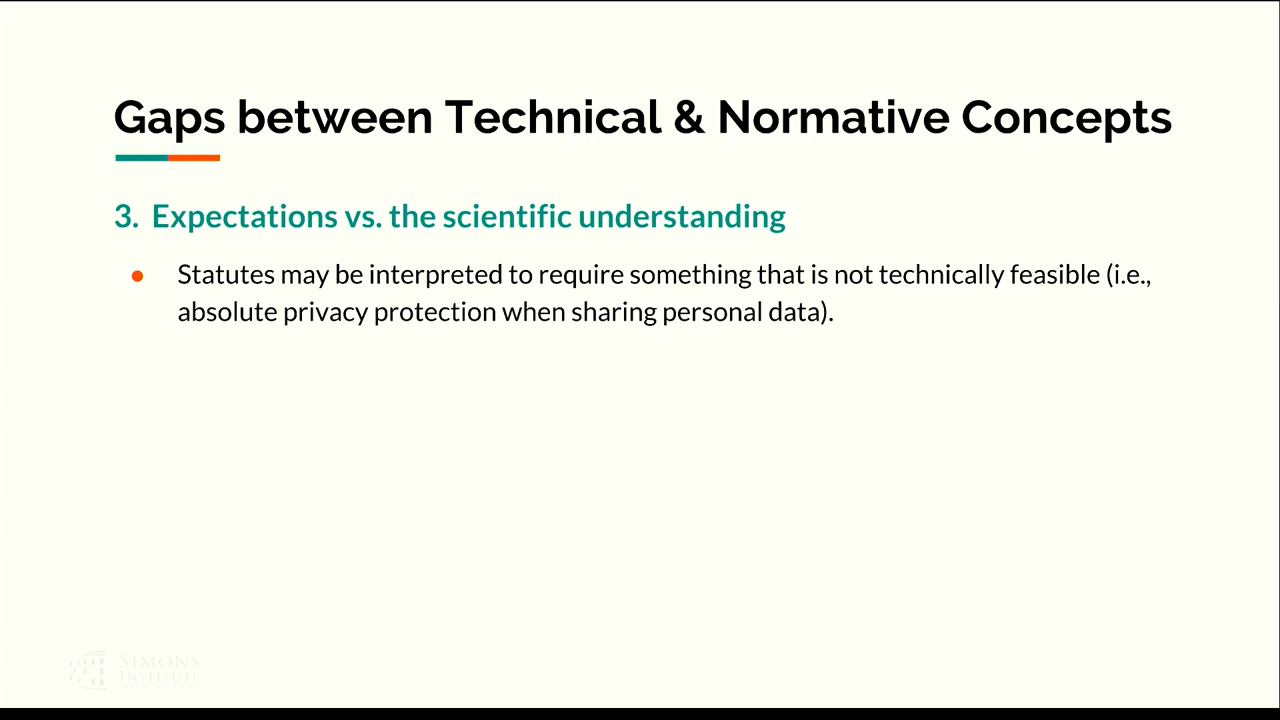 Gaps between Technical & Normative Concepts
3. Expectations vs. the scientific understanding
● Statutes may be interpreted to require something that is not technically feasible (i.e.,
absolute privacy protection when sharing personal data).
SIMONS
INSTITUTE